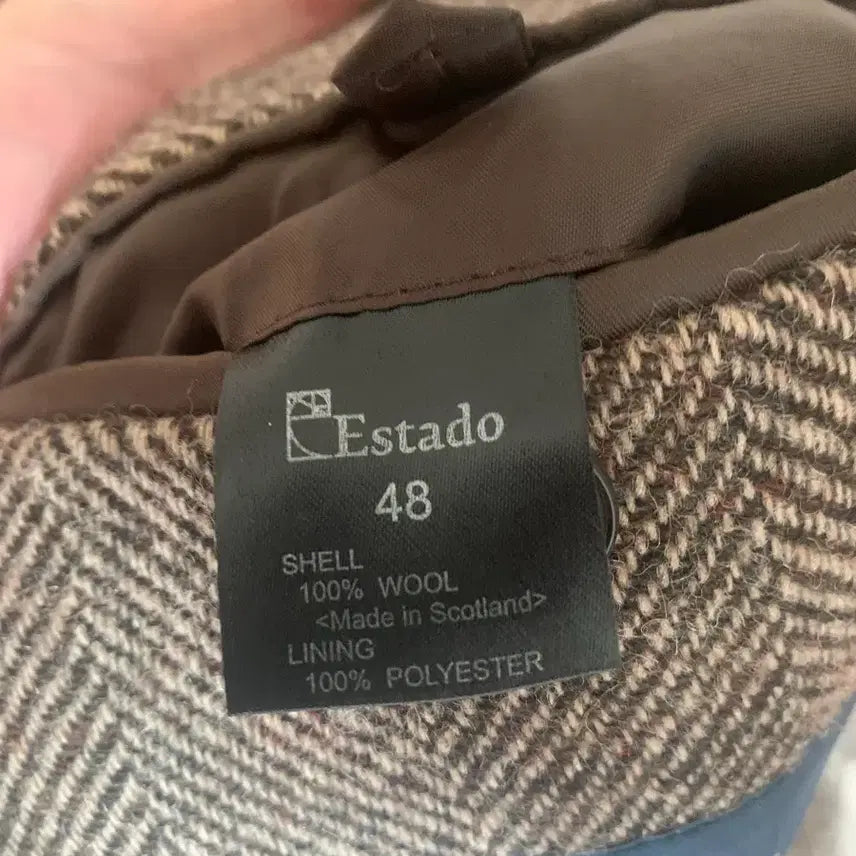 Estado
48
SHELL
100% WOOL
<Made in Scotland>
LINING
100% POLYESTER